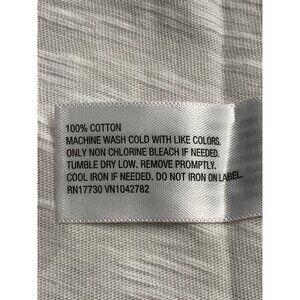 100% COTTON
MACHINE WASH COLD WITH LIKE COLORS.
ONLY NON CHLORINE BLEACH IF NEEDED.
TUMBLE DRY LOW. REMOVE PROMPTLY.
COOL IRON IF NEEDED. DO NOT IRON ON LABEL.
RN17730 VN1042782